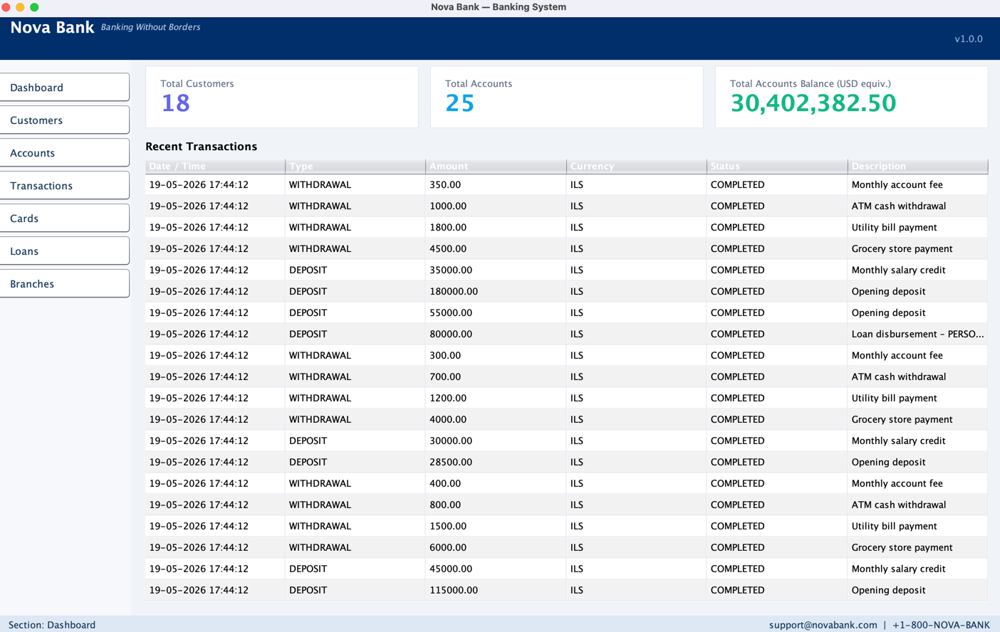 Nova Bank — Banking System
Nova Bank Banking Without Borders
v1.0.0
Dashboard
Customers
Accounts
Transactions
Cards
Loans
Branches
Total Customers
18
Total Accounts
25
Total Accounts Balance (USD equiv.)
30,402,382.50
Recent Transactions
Date / Time Type Amount Currency Status Description
19-05-2026 17:44:12 WITHDRAWAL 350.00 ILS COMPLETED Monthly account fee
19-05-2026 17:44:12 WITHDRAWAL 1000.00 ILS COMPLETED ATM cash withdrawal
19-05-2026 17:44:12 WITHDRAWAL 1800.00 ILS COMPLETED Utility bill payment
19-05-2026 17:44:12 WITHDRAWAL 4500.00 ILS COMPLETED Grocery store payment
19-05-2026 17:44:12 DEPOSIT 35000.00 ILS COMPLETED Monthly salary credit
19-05-2026 17:44:12 DEPOSIT 180000.00 ILS COMPLETED Opening deposit
19-05-2026 17:44:12 DEPOSIT 55000.00 ILS COMPLETED Opening deposit
19-05-2026 17:44:12 DEPOSIT 80000.00 ILS COMPLETED Loan disbursement - PERSO...
19-05-2026 17:44:12 WITHDRAWAL 300.00 ILS COMPLETED Monthly account fee
19-05-2026 17:44:12 WITHDRAWAL 700.00 ILS COMPLETED ATM cash withdrawal
19-05-2026 17:44:12 WITHDRAWAL 1200.00 ILS COMPLETED Utility bill payment
19-05-2026 17:44:12 WITHDRAWAL 4000.00 ILS COMPLETED Grocery store payment
19-05-2026 17:44:12 DEPOSIT 30000.00 ILS COMPLETED Monthly salary credit
19-05-2026 17:44:12 DEPOSIT 28500.00 ILS COMPLETED Opening deposit
19-05-2026 17:44:12 WITHDRAWAL 400.00 ILS COMPLETED Monthly account fee
19-05-2026 17:44:12 WITHDRAWAL 800.00 ILS COMPLETED ATM cash withdrawal
19-05-2026 17:44:12 WITHDRAWAL 1500.00 ILS COMPLETED Utility bill payment
19-05-2026 17:44:12 WITHDRAWAL 6000.00 ILS COMPLETED Grocery store payment
19-05-2026 17:44:12 DEPOSIT 45000.00 ILS COMPLETED Monthly salary credit
19-05-2026 17:44:12 DEPOSIT 115000.00 ILS COMPLETED Opening deposit
Section: Dashboard
support@novabank.com | +1-800-NOVA-BANK